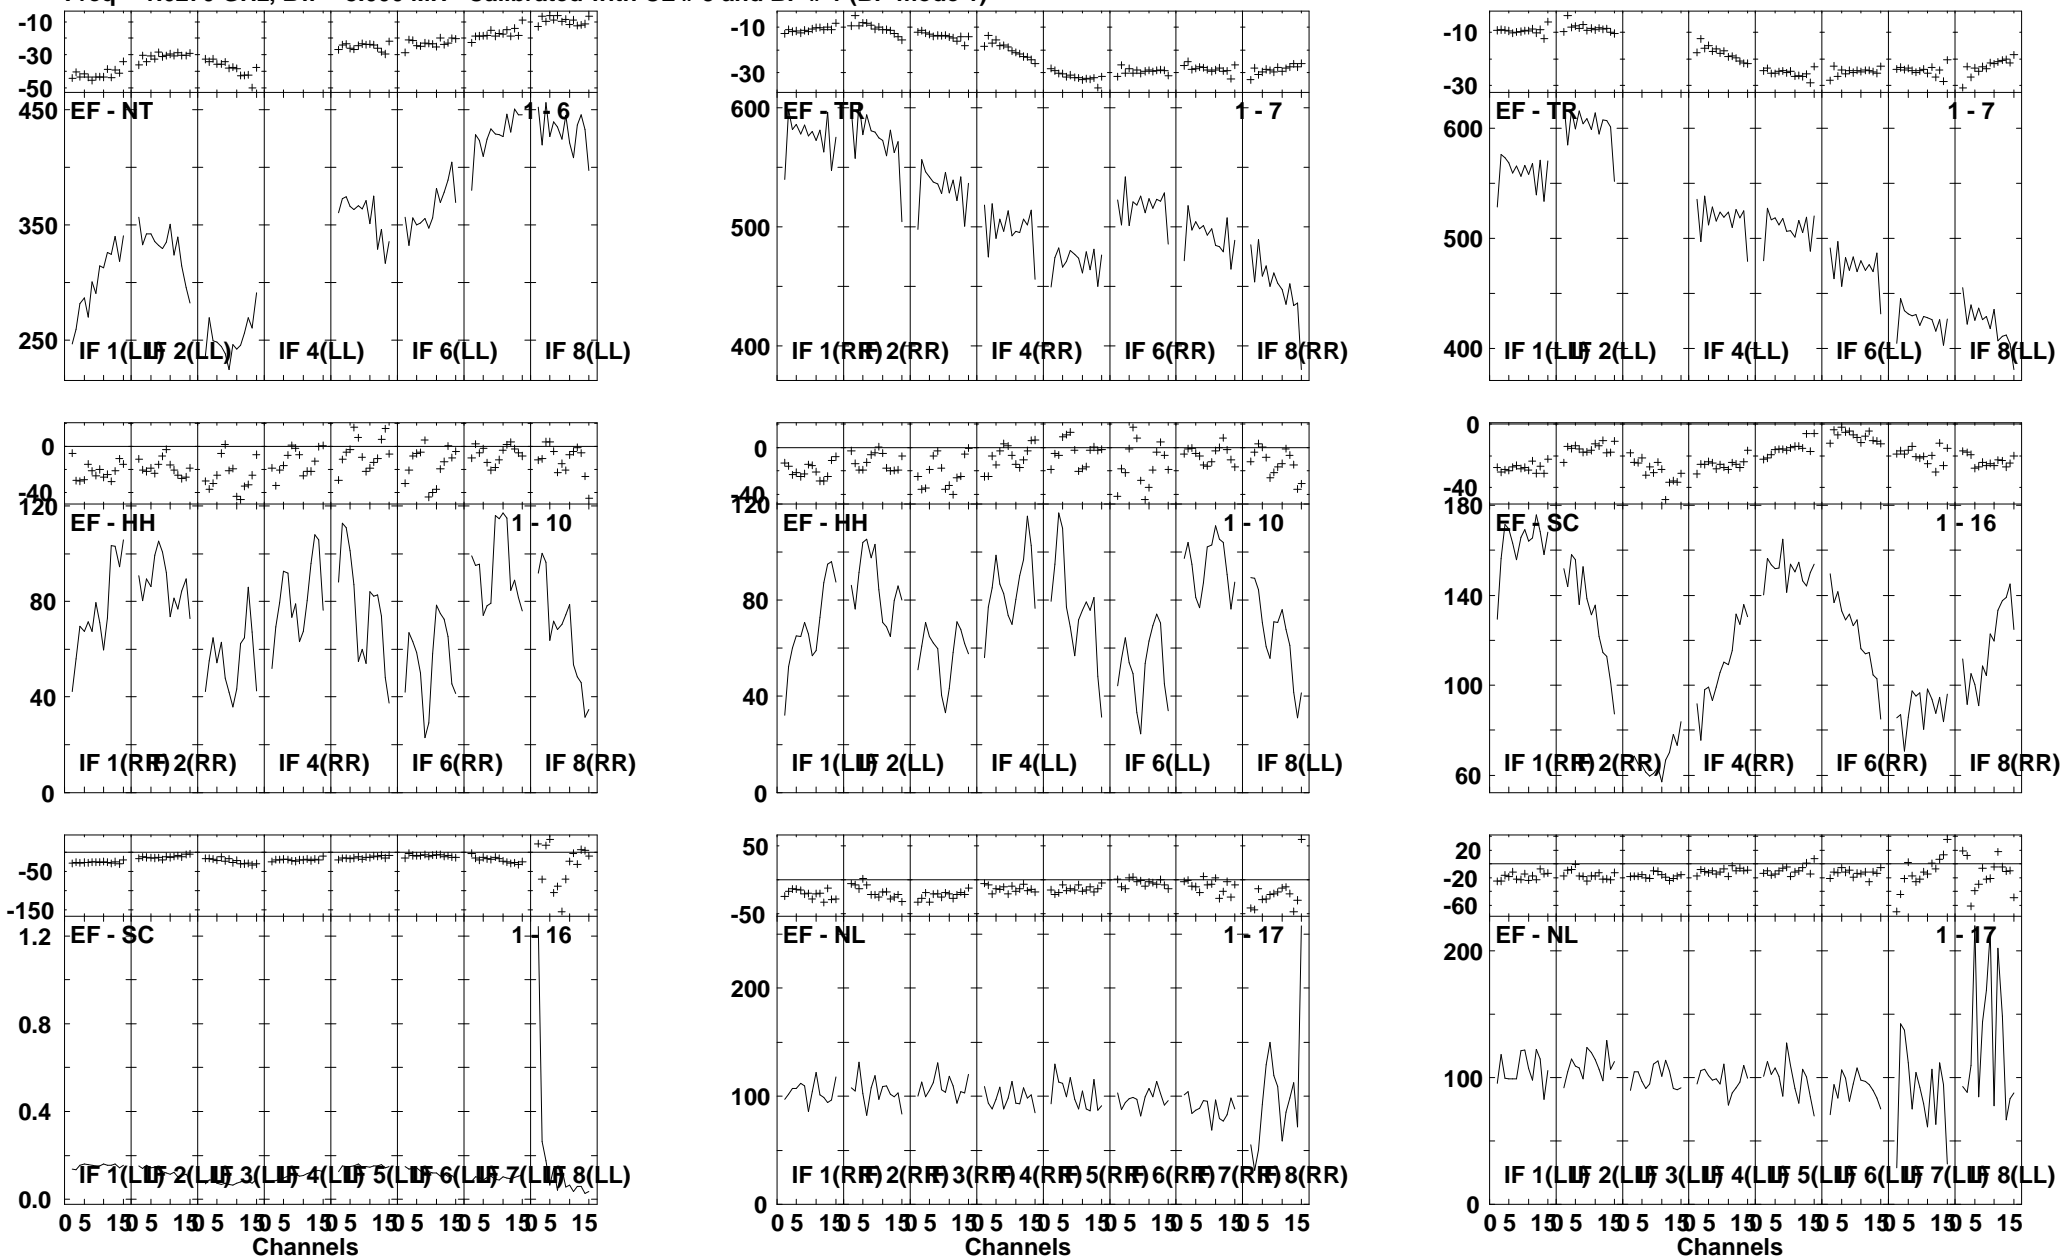 -10
-30
-50
450
350
250
EF - NT
1 - 6
IF 1(LL) IF 2(LL) IF 4(LL) IF 6(LL) IF 8(LL)
-10
-30
600
500
400
EF - TR
1 - 7
IF 1(RR) IF 2(RR) IF 4(RR) IF 6(RR) IF 8(RR)
-10
-30
600
500
400
EF - TR
1 - 7
IF 1(LL) IF 2(LL) IF 4(LL) IF 6(LL) IF 8(LL)
0
-40
120
80
40
0
EF - HH
1 - 10
IF 1(RR) IF 2(RR) IF 4(RR) IF 6(RR) IF 8(RR)
0
-40
120
80
40
0
EF - HH
1 - 10
IF 1(LL) IF 2(LL) IF 4(LL) IF 6(LL) IF 8(LL)
0
-40
180
140
100
60
EF - SC
1 - 16
IF 1(RR) IF 2(RR) IF 4(RR) IF 6(RR) IF 8(RR)
-50
-150
1.2
0.8
0.4
0.0
EF - SC
1 - 16
IF 1(LL) IF 2(LL) IF 3(LL) IF 4(LL) IF 5(LL) IF 6(LL) IF 7(LL) IF 8(LL)
0 5 15 0 5 15 0 5 15 0 5 15 0 5 15 0 5 15 0 5 15 0 5 15
Channels
50
-50
200
100
0
EF - NL
1 - 17
IF 1(RR) IF 2(RR) IF 3(RR) IF 4(RR) IF 5(RR) IF 6(RR) IF 7(RR) IF 8(RR)
0 5 15 0 5 15 0 5 15 0 5 15 0 5 15 0 5 15 0 5 15 0 5 15
Channels
20
-20
-60
200
100
0
EF - NL
1 - 17
IF 1(LL) IF 2(LL) IF 3(LL) IF 4(LL) IF 5(LL) IF 6(LL) IF 7(LL) IF 8(LL)
0 5 15 0 5 15 0 5 15 0 5 15 0 5 15 0 5 15 0 5 15 0 5 15
Channels